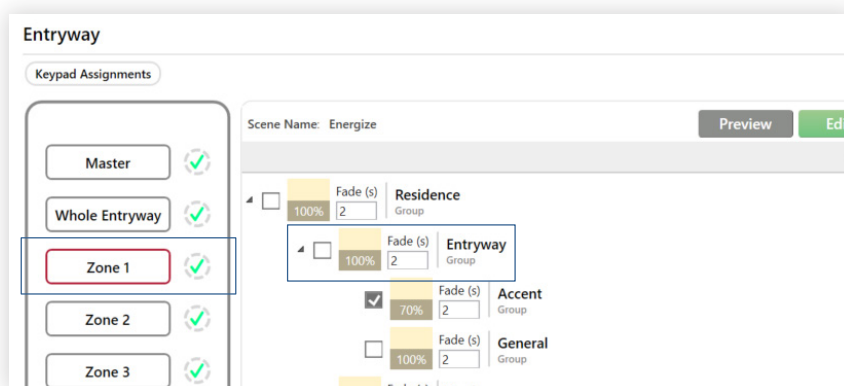 Entryway
Keypad Assignments
Scene Name: Energize
Preview
Master
Whole Entryway
Zone 1
Zone 2
Zone 3
100%
Fade (s)
2
Residence
Group
100%
Fade (s)
2
Entryway
Group
70%
Fade (s)
2
Accent
Group
100%
Fade (s)
2
General
Group